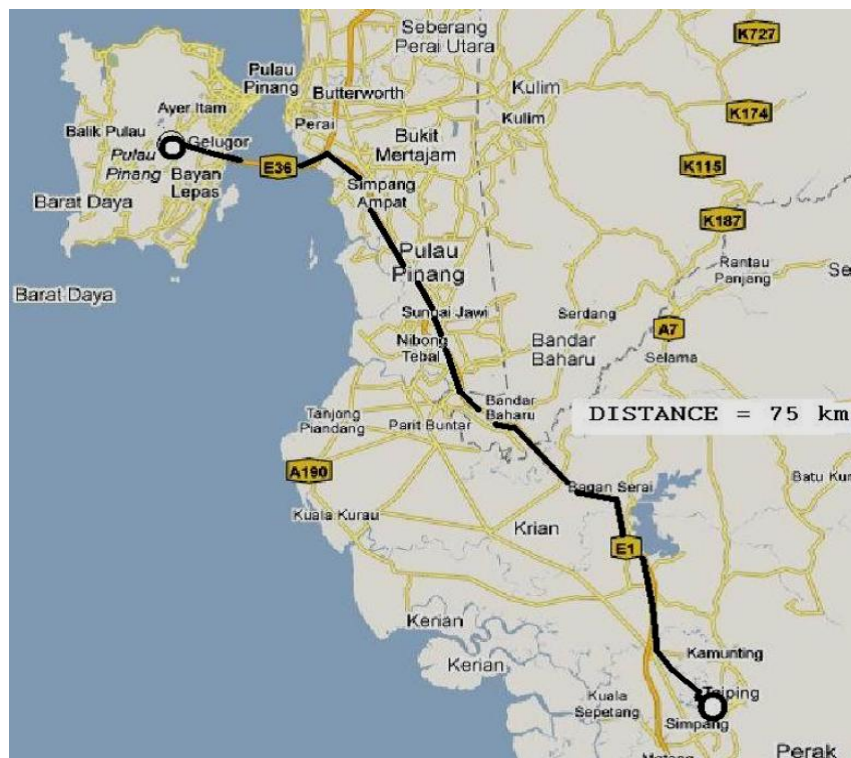 Seberang
Perai Utara
K727
Pulau
Pinang
Butterworth
Kulim
Ayer Itam
K174
Perai
Kulim
Balik Pulau
Gelugor
Bukit
Mertajam
Pulau
Pinang
E36
K115
Bayan
Lepas
Simpang
Ampat
Barat Daya
K187
Pulau
Pinang
Rantau
Panjang
Se
Barat Daya
Sungai Jawi
Serdang
A7
Nibong
Tebal
Bandar
Baharu
Selama
Bandar
Baharu
DISTANCE = 75 km
Tanjong
Piandang
Parit Buntar
A190
Bagan Serai
Batu Kur
Kuala Kurau
Krian
E1
Kerian
Kamunting
Kerian
Taiping
Kuala
Sepetang
Simpang
Perak